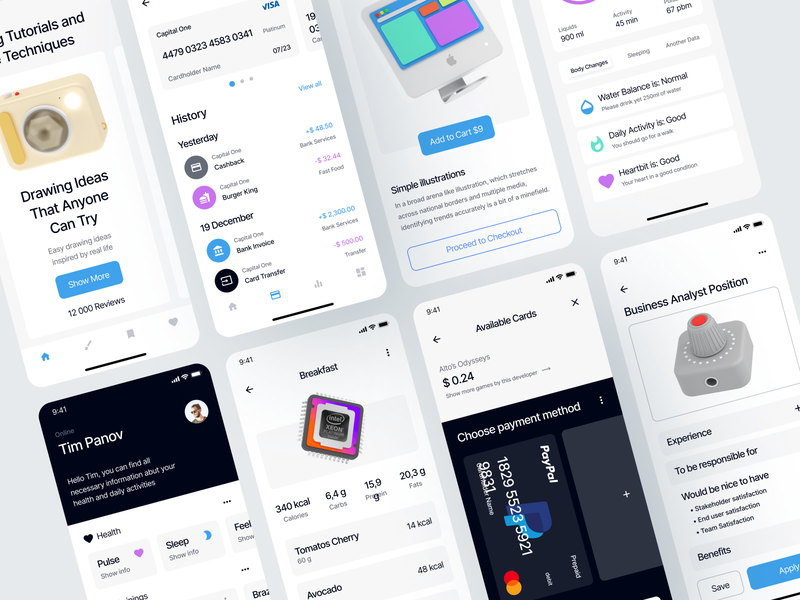 Tutorials and
Techniques
Drawing Ideas
That Anyone
Can Try
Easy drawing ideas
inspired by real life
Show More
12 000 Reviews
Capital One
VISA
4479 0323 4583 0341
Platinum
Cardholder Name
07/23
View all
History
Yesterday
Capital One
Cashback
+$ 48,50
Bank Services
Capital One
Burger King
-$ 32,44
Fast Food
19 December
Capital One
Bank Invoice
+$ 2,300,00
Bank Services
Capital One
Card Transfer
-$ 500,00
Transfer
Add to Cart $9
Simple illustrations
In a broad arena like illustration, which stretches
across national borders and multiple media,
identifying trends accurately is a bit of a minefield.
Proceed to Checkout
Liquids
900 ml
Activity
45 min
67 pbm
Body Changes
Sleeping
Another Data
Water Balance is: Normal
Please drink yet 250ml of water
Daily Activity is: Good
You should go for a walk
Heartbit is: Good
Your heart in a good condition
9:41
Online
Tim Panov
Hello Tim, you can find all
necessary information about your
health and daily activities
Health
Pulse
Show info
Sleep
Show info
Feel
Show
9:41
Breakfast
intel
XEON
340 kcal
Calories
6,4 g
Carbs
15,9
g
Protein
20,3 g
Fats
Tomatos Cherry
60 g
14 kcal
Avocado
48 kcal
9:41
Available Cards
Alto's Odysseys
$ 0.24
Show more games by this developer
Choose payment method
PayPal
1829 5523 5921
9831
Name
Prepaid
debit
9:41
Business Analyst Position
Experience
To be responsible for
Would be nice to have
• Stakeholder satisfaction
• End user satisfaction
• Team Satisfaction
Benefits
Save
Apply